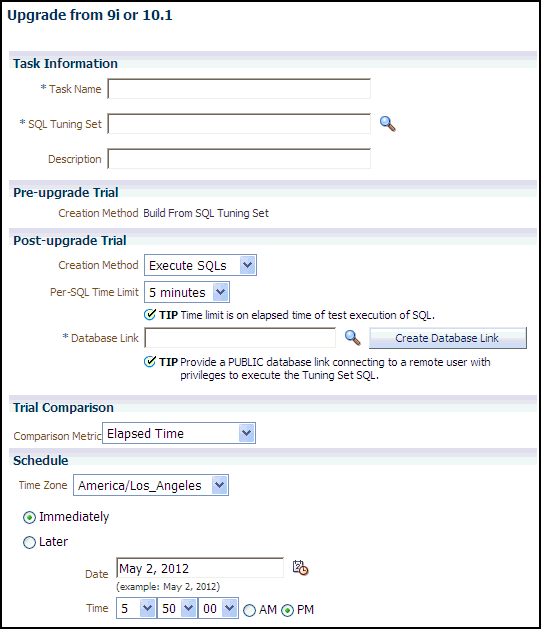 Upgrade from 9i or 10.1
Task Information
* Task Name
* SQL Tuning Set
Description
Pre-upgrade Trial
Creation Method Build From SQL Tuning Set
Post-upgrade Trial
Creation Method Execute SQLs
Per-SQL Time Limit 5 minutes
TIP Time limit is on elapsed time of test execution of SQL.
* Database Link Create Database Link
TIP Provide a PUBLIC database link connecting to a remote user with
privileges to execute the Tuning Set SQL.
Trial Comparison
Comparison Metric Elapsed Time
Schedule
Time Zone America/Los_Angeles
Immediately
Later
Date May 2, 2012
(example: May 2, 2012)
Time 5 50 00 AM PM